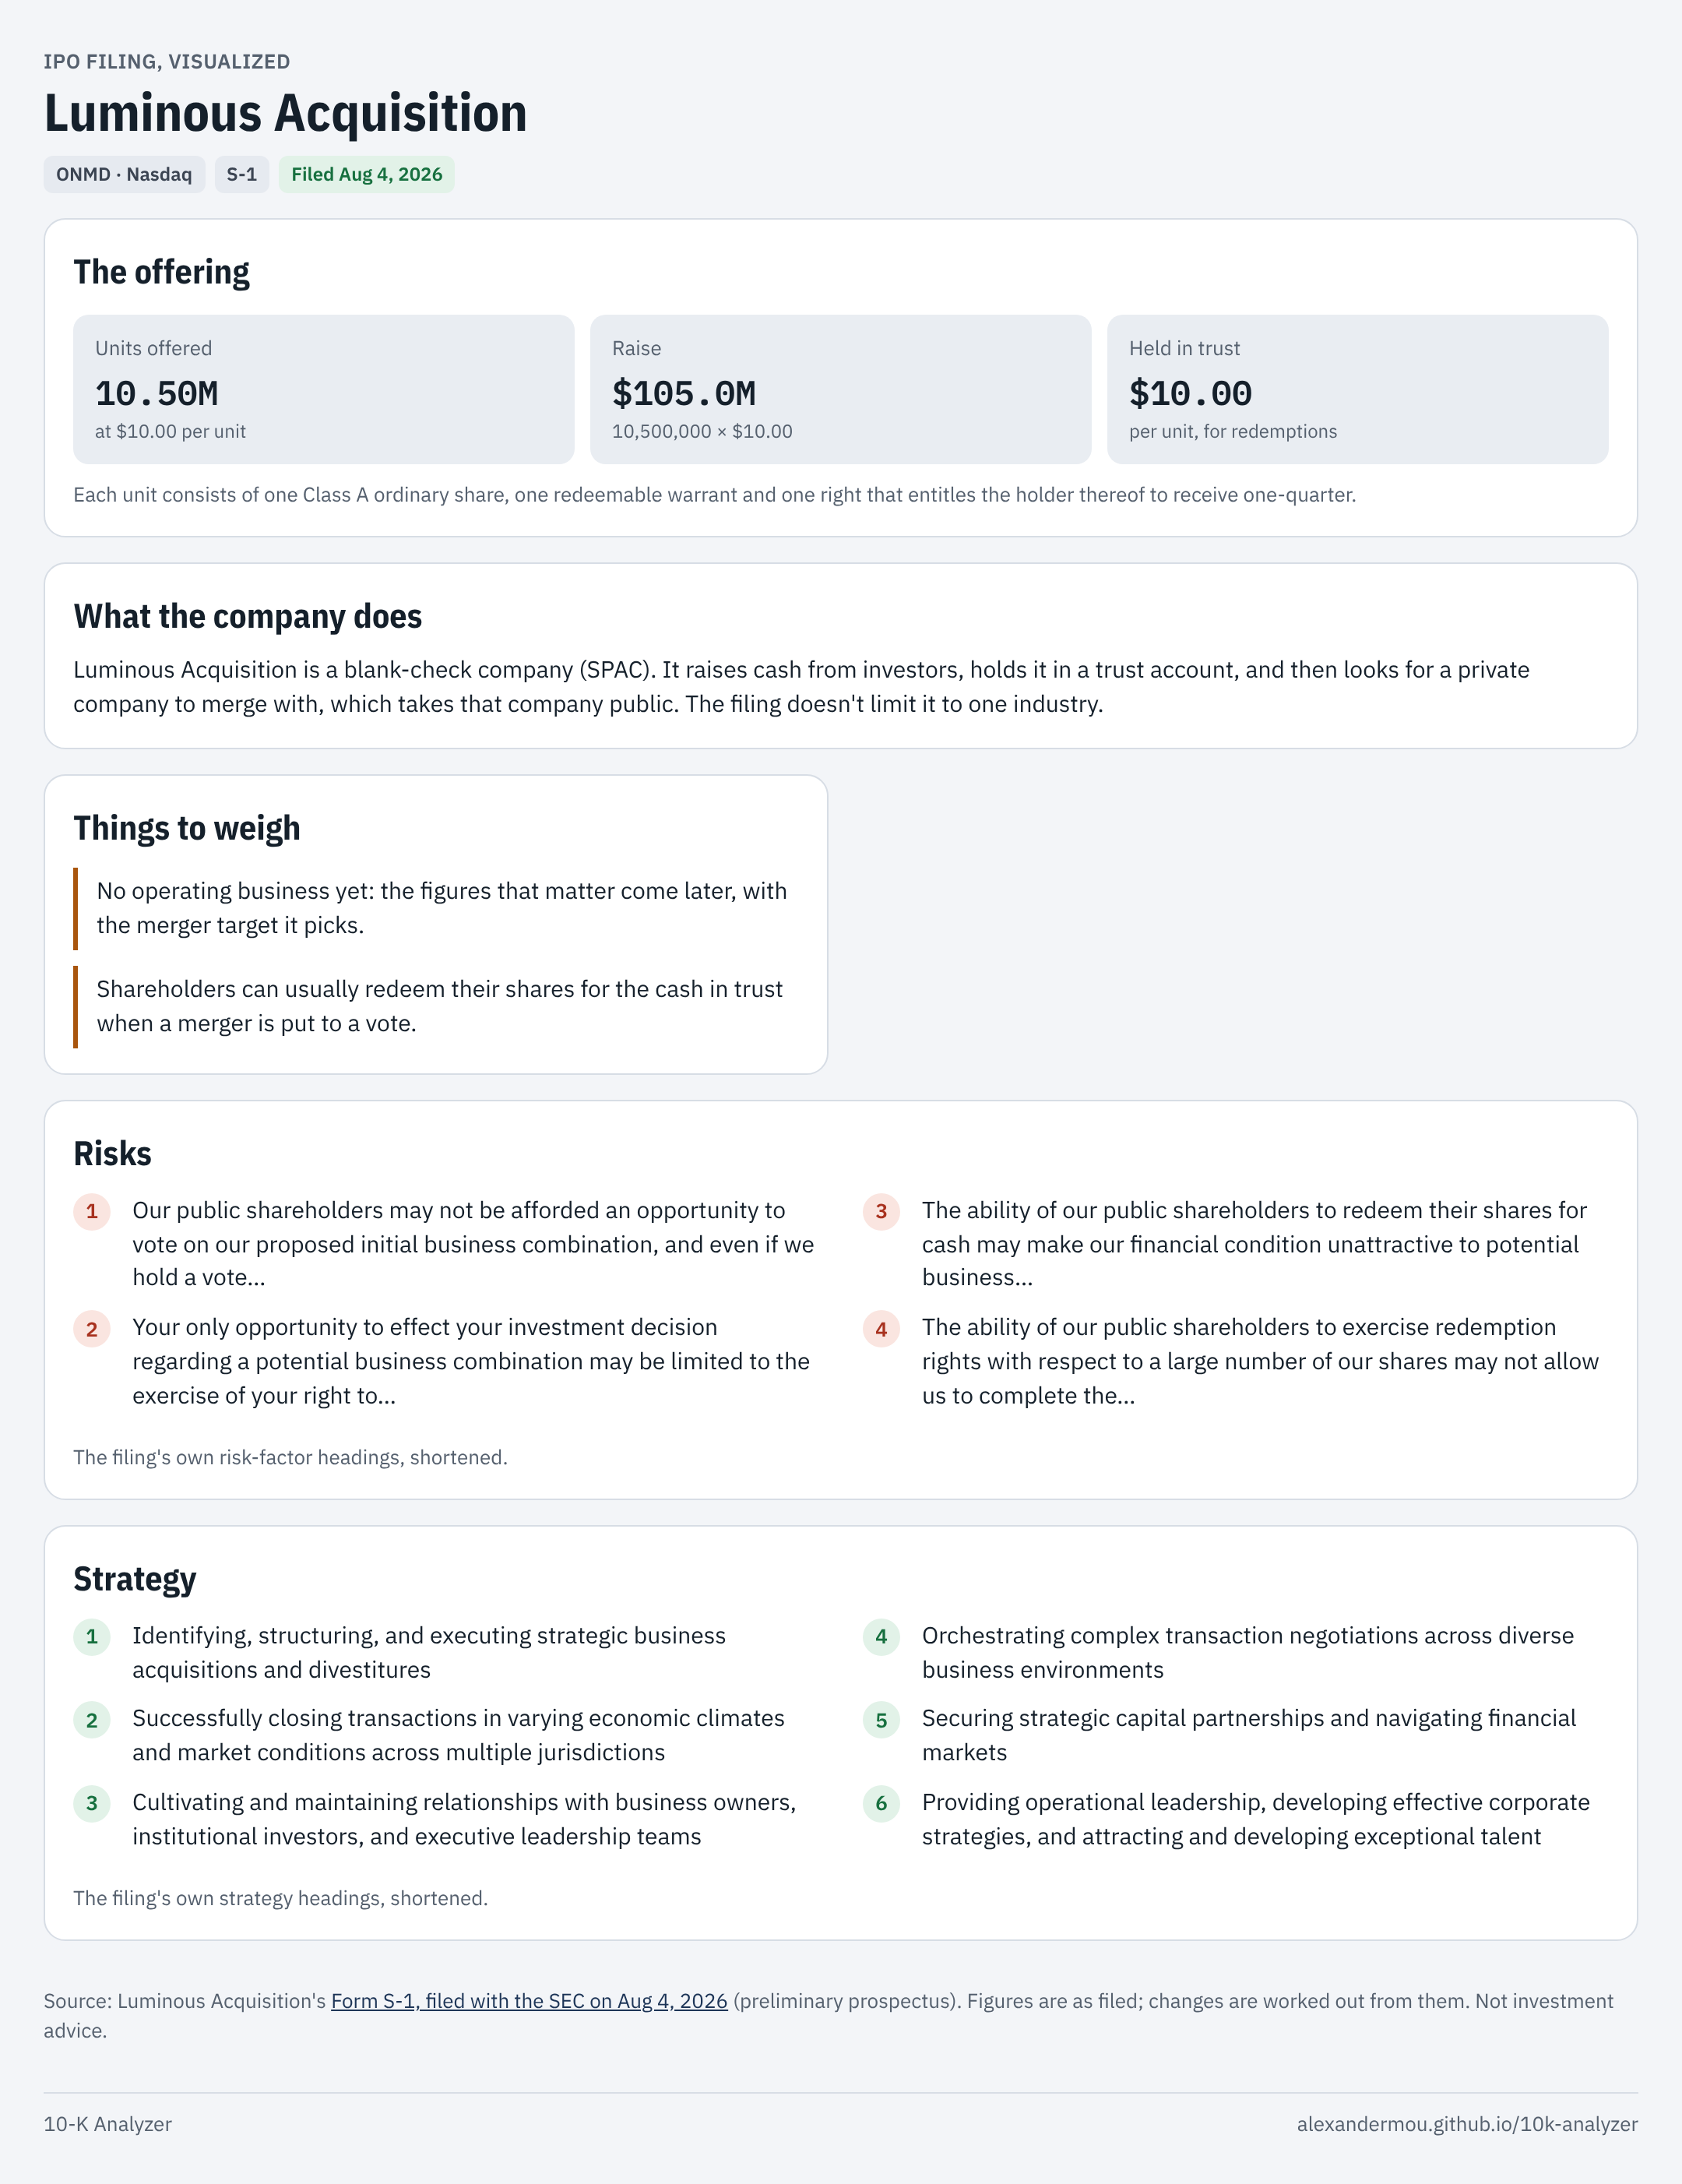 IPO FILING, VISUALIZED
Luminous Acquisition
ONMD · Nasdaq
S-1
Filed Aug 4, 2026
The offering
Units offered
10.50M
at $10.00 per unit
Raise
$105.0M
10,500,000 × $10.00
Held in trust
$10.00
per unit, for redemptions
Each unit consists of one Class A ordinary share, one redeemable warrant and one right that entitles the holder thereof to receive one-quarter.
What the company does
Luminous Acquisition is a blank-check company (SPAC). It raises cash from investors, holds it in a trust account, and then looks for a private
company to merge with, which takes that company public. The filing doesn't limit it to one industry.
Things to weigh
No operating business yet: the figures that matter come later, with
the merger target it picks.
Shareholders can usually redeem their shares for the cash in trust
when a merger is put to a vote.
Risks
1
Our public shareholders may not be afforded an opportunity to
vote on our proposed initial business combination, and even if we
hold a vote…
2
Your only opportunity to effect your investment decision
regarding a potential business combination may be limited to the
exercise of your right to…
3
The ability of our public shareholders to redeem their shares for
cash may make our financial condition unattractive to potential
business…
4
The ability of our public shareholders to exercise redemption
rights with respect to a large number of our shares may not allow
us to complete the…
The filing's own risk-factor headings, shortened.
Strategy
1
Identifying, structuring, and executing strategic business
acquisitions and divestitures
2
Successfully closing transactions in varying economic climates
and market conditions across multiple jurisdictions
3
Cultivating and maintaining relationships with business owners,
institutional investors, and executive leadership teams
4
Orchestrating complex transaction negotiations across diverse
business environments
5
Securing strategic capital partnerships and navigating financial
markets
6
Providing operational leadership, developing effective corporate
strategies, and attracting and developing exceptional talent
The filing's own strategy headings, shortened.
Source: Luminous Acquisition's Form S-1, filed with the SEC on Aug 4, 2026 (preliminary prospectus). Figures are as filed; changes are worked out from them. Not investment
advice.
10-K Analyzer
alexandermou.github.io/10k-analyzer